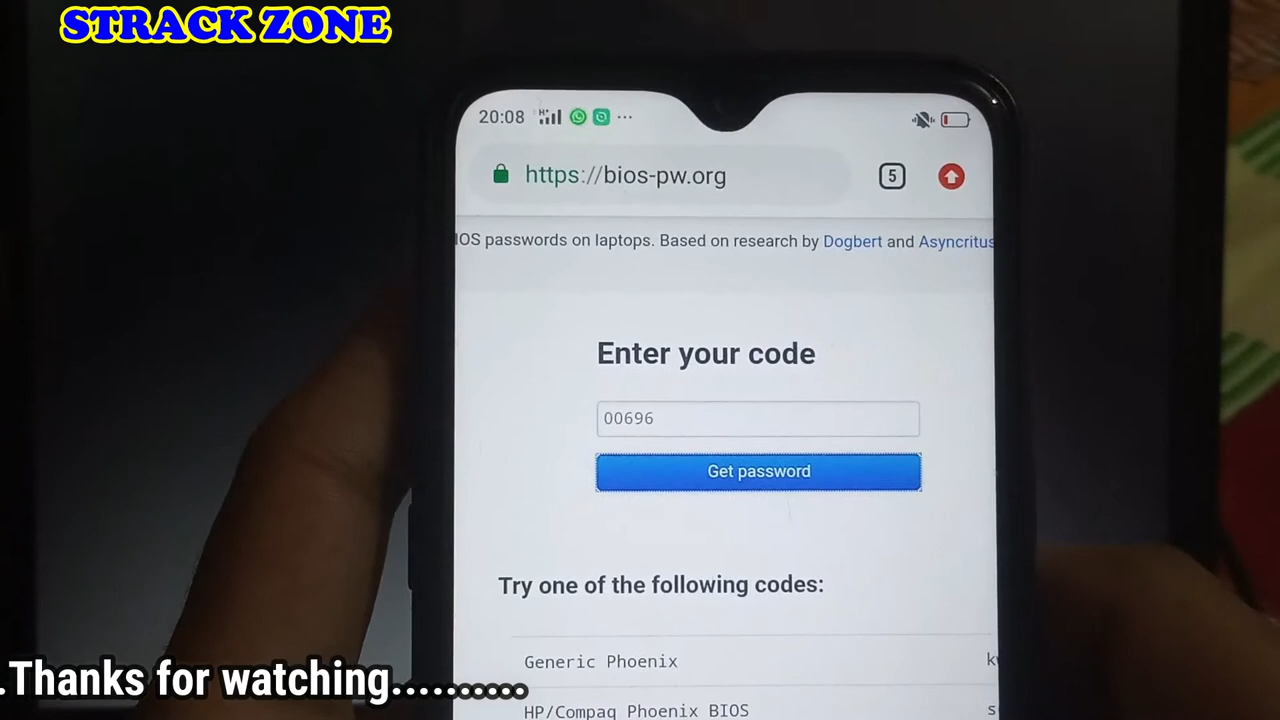 STRACK ZONE
20:08
https://bios-pw.org
5
IOS passwords on laptops. Based on research by Dogbert and Asyncritus
Enter your code
00696
Get password
Try one of the following codes:
Generic Phoenix
HP/Compaq Phoenix BIOS
.Thanks for watching..........